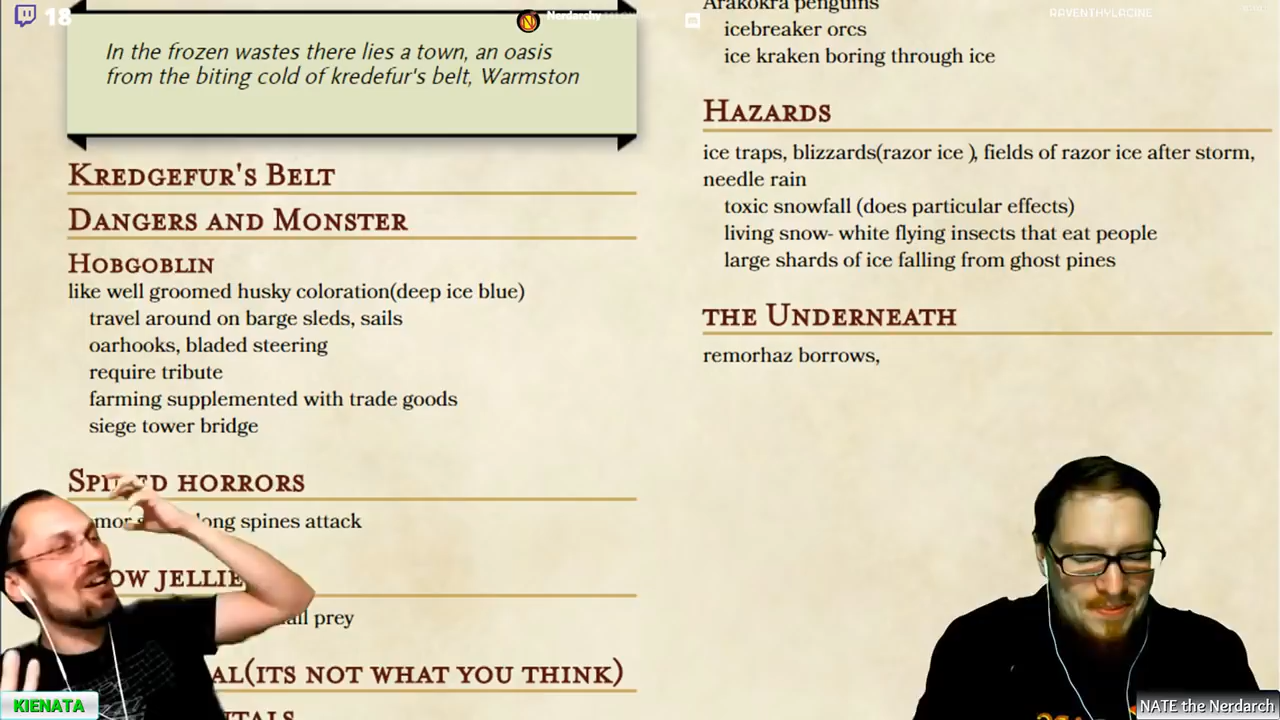 18
Nerdarchy
RAVENTHYLACINE
In the frozen wastes there lies a town, an oasis
from the biting cold of kredefur's belt, Warmston
KREDGEFUR'S BELT
DANGERS AND MONSTER
HOBGOBLIN
like well groomed husky coloration(deep ice blue)
travel around on barge sleds, sails
oarhooks, bladed steering
require tribute
farming supplemented with trade goods
siege tower bridge
HORRORS
long spines attack
JELLIE
prey
(ITS NOT WHAT YOU THINK)
Arakokra penguins
icebreaker orcs
ice kraken boring through ice
HAZARDS
ice traps, blizzards(razor ice ), fields of razor ice after storm,
needle rain
toxic snowfall (does particular effects)
living snow- white flying insects that eat people
large shards of ice falling from ghost pines
THE UNDERNEATH
remorhaz borrows,
KIENATA
NATE the Nerdarch